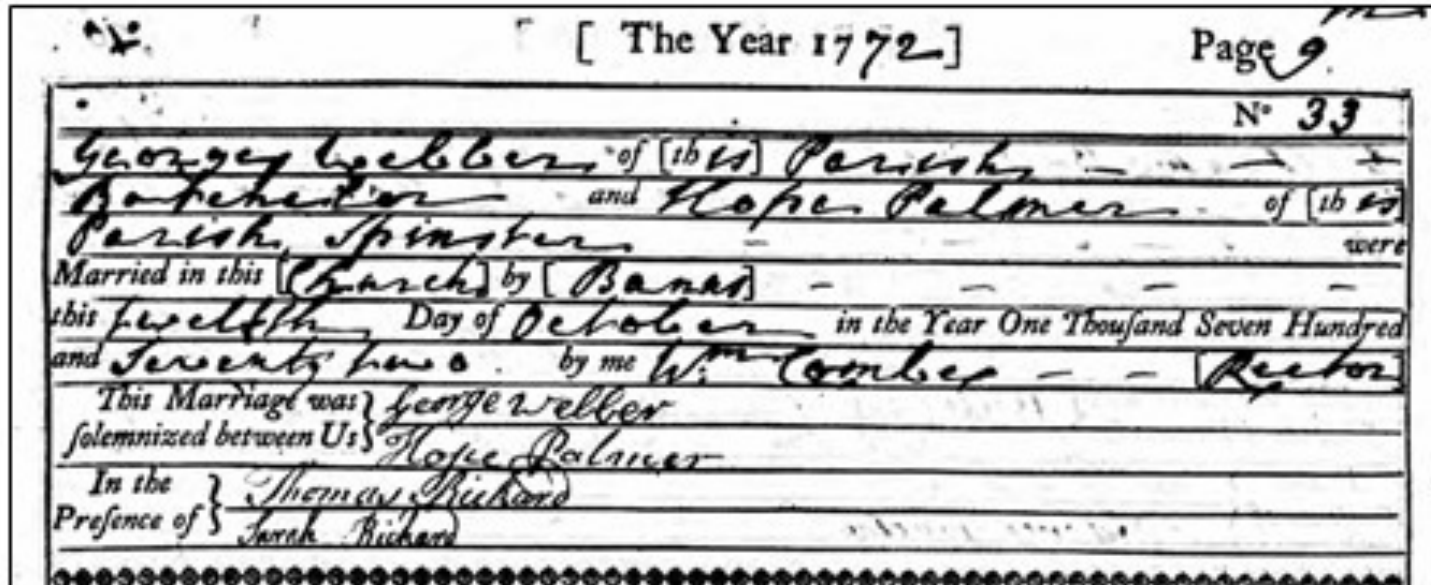 [ The Year 1772 ] Page 9
No 33
George Webber of [this] Parish
Batchelor and Hope Palmer of [this]
Parish Spinster were
Married in this [Church] by [Banns]
this twelfth Day of October in the Year One Thouſand Seven Hundred
and Seventy two by me Wm Combes [Rector]
This Marriage was } George Webber
ſolemnized between Us } Hope Palmer
In the } Thomas Rickard
Preſence of } Sarah Rickard